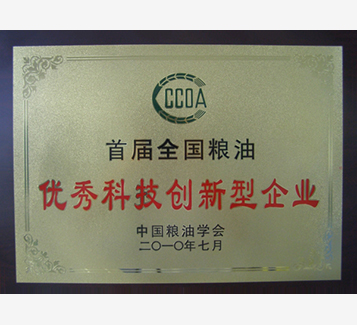 CCOA
首届全国粮油
优秀科技创新型企业
中国粮油学会
二〇一〇年七月